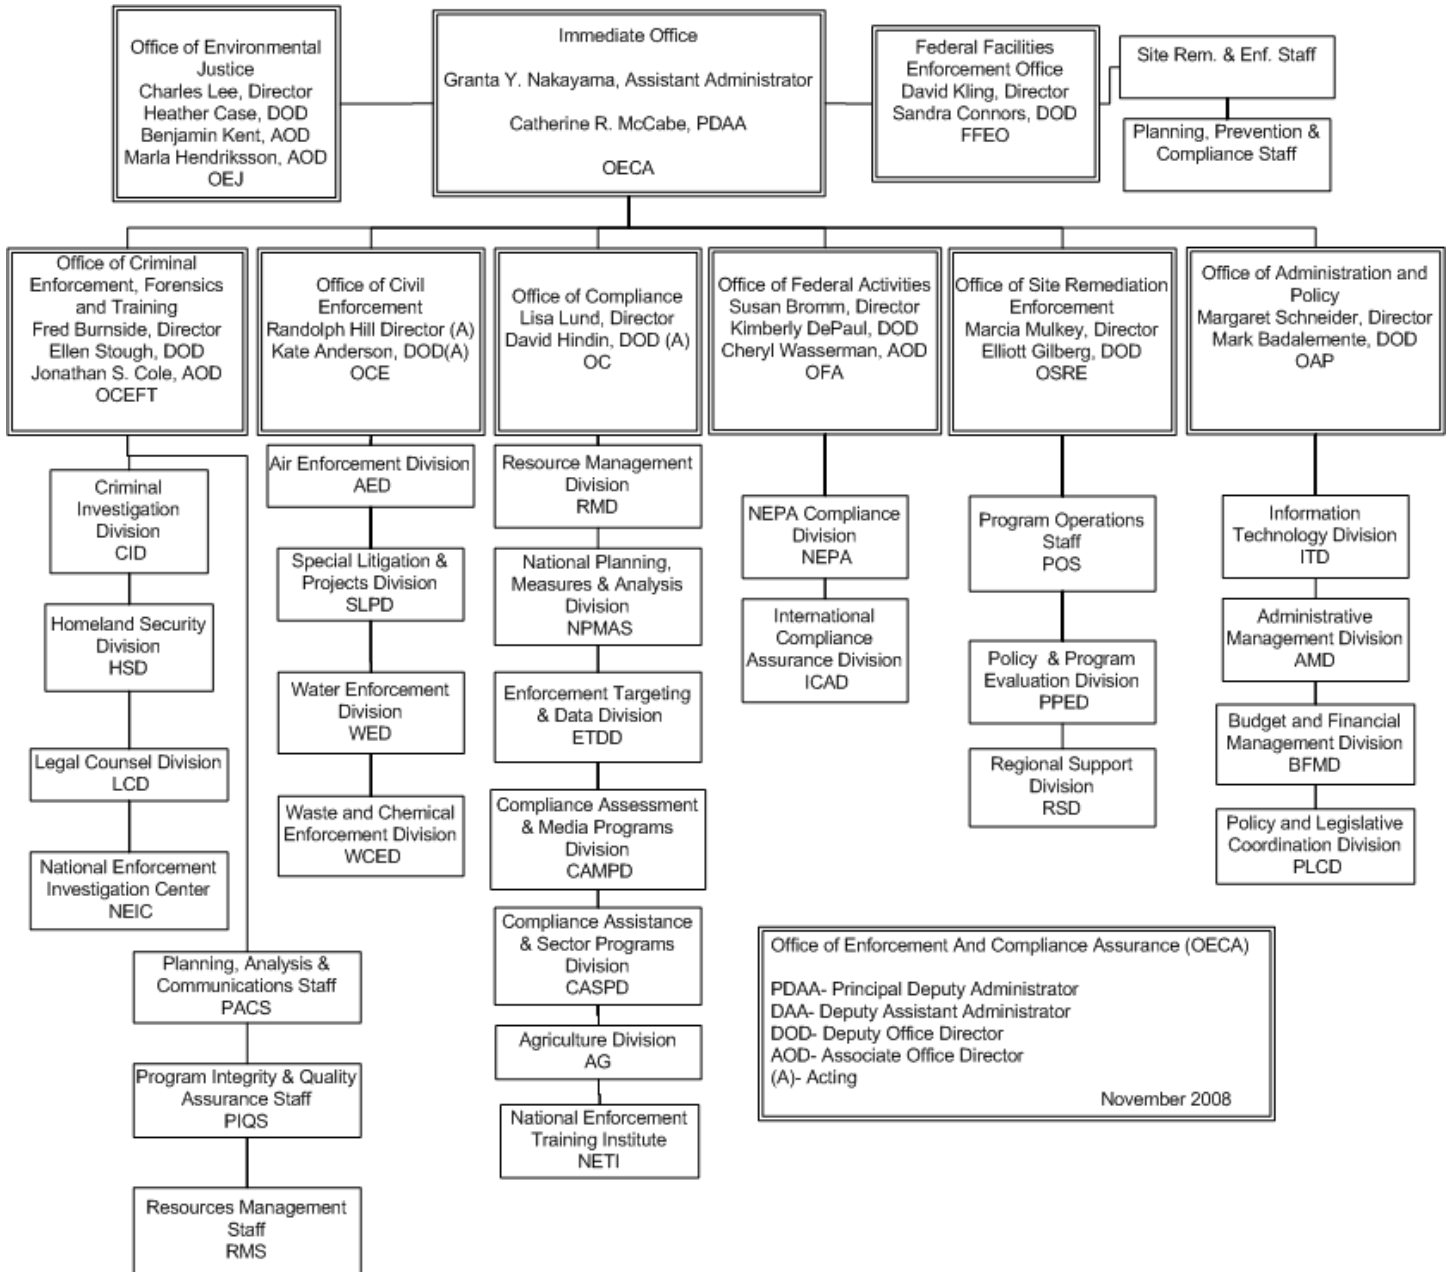 Office of Environmental
Justice
Charles Lee, Director
Heather Case, DOD
Benjamin Kent, AOD
Marla Hendriksson, AOD
OEJ
Immediate Office
Granta Y. Nakayama, Assistant Administrator
Catherine R. McCabe, PDAA
OECA
Federal Facilities
Enforcement Office
David Kling, Director
Sandra Connors, DOD
FFEO
Site Rem. & Enf. Staff
Planning, Prevention &
Compliance Staff
Office of Criminal
Enforcement, Forensics
and Training
Fred Burnside, Director
Ellen Stough, DOD
Jonathan S. Cole, AOD
OCEFT
Office of Civil
Enforcement
Randolph Hill Director (A)
Kate Anderson, DOD(A)
OCE
Office of Compliance
Lisa Lund, Director
David Hindin, DOD (A)
OC
Office of Federal Activities
Susan Bromm, Director
Kimberly DePaul, DOD
Cheryl Wasserman, AOD
OFA
Office of Site Remediation
Enforcement
Marcia Mulkey, Director
Elliott Gilberg, DOD
OSRE
Office of Administration and
Policy
Margaret Schneider, Director
Mark Badalemente, DOD
OAP
Criminal
Investigation
Division
CID
Homeland Security
Division
HSD
Legal Counsel Division
LCD
National Enforcement
Investigation Center
NEIC
Planning, Analysis &
Communications Staff
PACS
Program Integrity & Quality
Assurance Staff
PIQS
Resources Management
Staff
RMS
Air Enforcement Division
AED
Special Litigation &
Projects Division
SLPD
Water Enforcement
Division
WED
Waste and Chemical
Enforcement Division
WCED
Resource Management
Division
RMD
National Planning,
Measures & Analysis
Division
NPMAS
Enforcement Targeting
& Data Division
ETDD
Compliance Assessment
& Media Programs
Division
CAMPD
Compliance Assistance
& Sector Programs
Division
CASPD
Agriculture Division
AG
National Enforcement
Training Institute
NETI
NEPA Compliance
Division
NEPA
International
Compliance
Assurance Division
ICAD
Program Operations
Staff
POS
Policy & Program
Evaluation Division
PPED
Regional Support
Division
RSD
Information
Technology Division
ITD
Administrative
Management Division
AMD
Budget and Financial
Management Division
BFMD
Policy and Legislative
Coordination Division
PLCD
Office of Enforcement And Compliance Assurance (OECA)
PDAA- Principal Deputy Administrator
DAA- Deputy Assistant Administrator
DOD- Deputy Office Director
AOD- Associate Office Director
(A)- Acting
November 2008